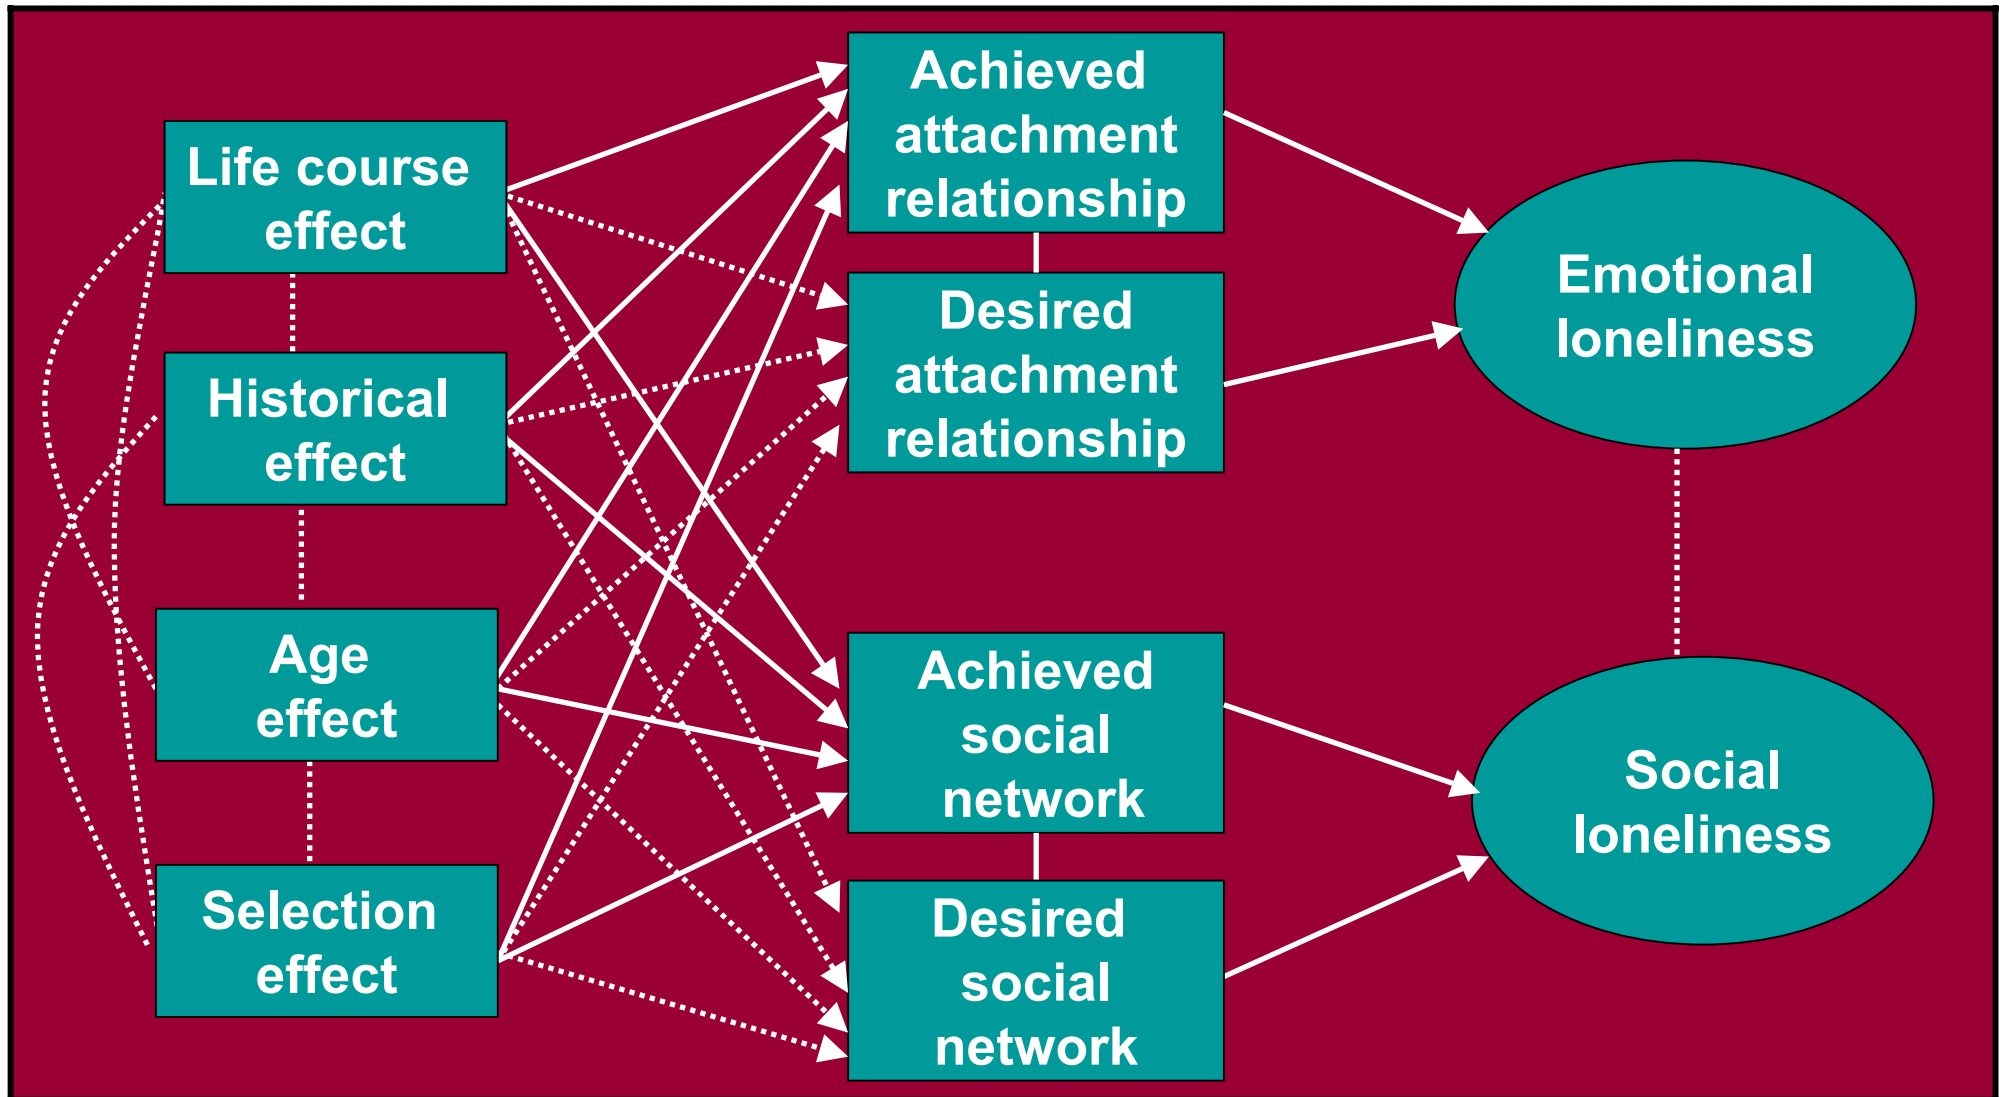 Life course
effect
Historical
effect
Age
effect
Selection
effect
Achieved
attachment
relationship
Desired
attachment
relationship
Achieved
social
network
Desired
social
network
Emotional
loneliness
Social
loneliness